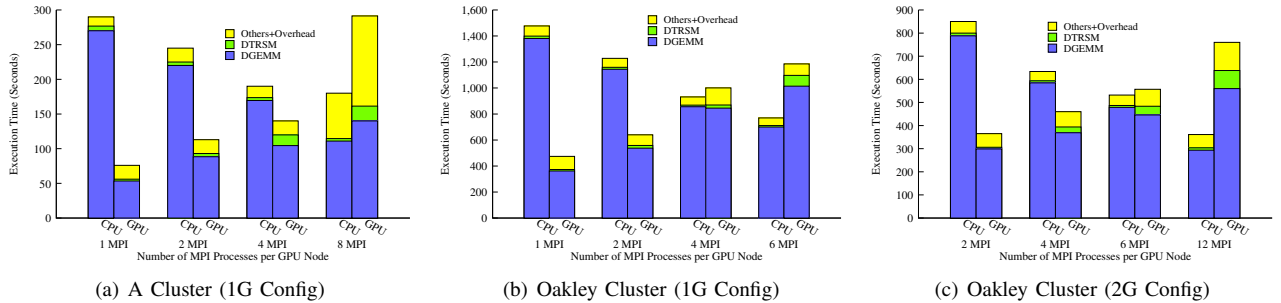 300
250
200
150
100
50
0
Execution Time (Seconds)
Others+Overhead
DTRSM
DGEMM
CPU GPU CPU GPU CPU GPU CPU GPU
1 MPI 2 MPI 4 MPI 8 MPI
Number of MPI Processes per GPU Node
(a) A Cluster (1G Config)
1,600
1,400
1,200
1,000
800
600
400
200
0
Execution Time (Seconds)
Others+Overhead
DTRSM
DGEMM
CPU GPU CPU GPU CPU GPU CPU GPU
1 MPI 2 MPI 4 MPI 6 MPI
Number of MPI Processes per GPU Node
(b) Oakley Cluster (1G Config)
900
800
700
600
500
400
300
200
100
0
Execution Time (Seconds)
Others+Overhead
DTRSM
DGEMM
CPU GPU CPU GPU CPU GPU CPU GPU
2 MPI 4 MPI 6 MPI 12 MPI
Number of MPI Processes per GPU Node
(c) Oakley Cluster (2G Config)